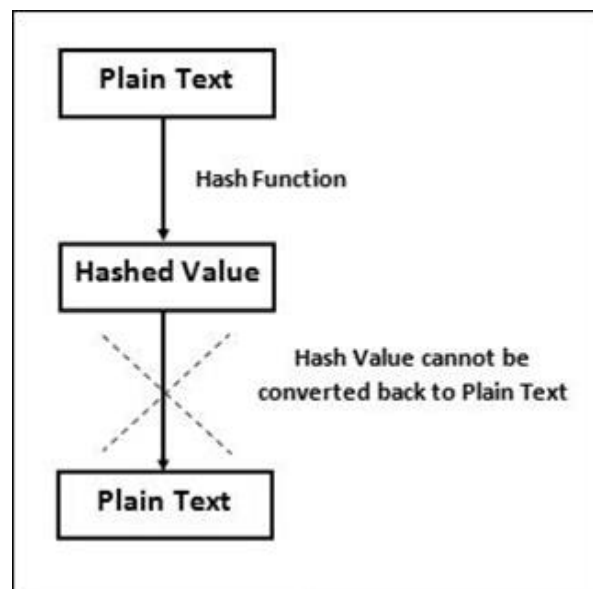 Plain Text
Hash Function
Hashed Value
Hash Value cannot be
converted back to Plain Text
Plain Text